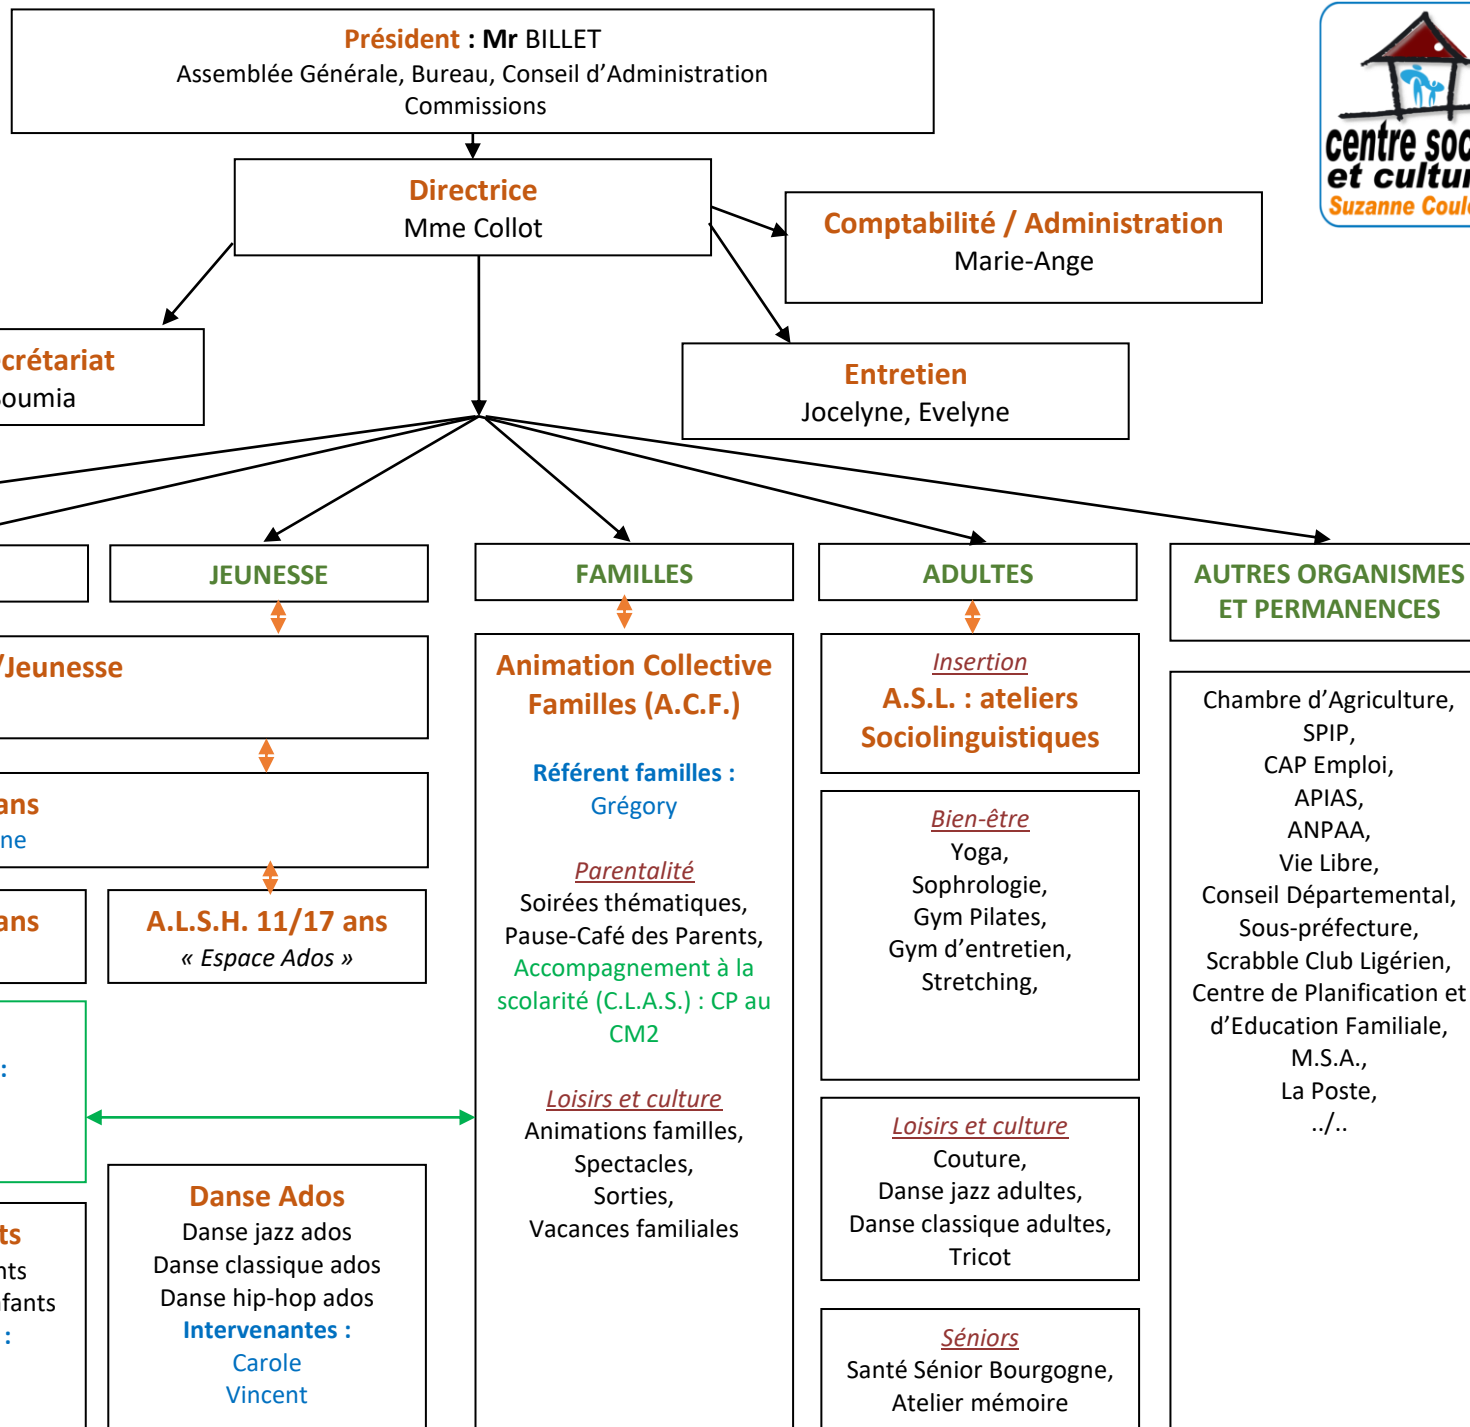 Président : Mr BILLET
Assemblée Générale, Bureau, Conseil d'Administration
Commissions
centre
et
Suzanne
Directrice
Mme Collot
Comptabilité / Administration
Marie-Ange
Entretien
Jocelyne, Evelyne
JEUNESSE
FAMILLES
ADULTES
AUTRES ORGANISMES
ET PERMANENCES
/Jeunesse
ans
ans
A.L.S.H. 11/17 ans
« Espace Ados »
:
Danse Ados
Danse jazz ados
Danse classique ados
Danse hip-hop ados
Intervenantes :
Carole
Vincent
:
Animation Collective
Familles (A.C.F.)
Référent familles :
Grégory
Parentalité
Soirées thématiques,
Pause-Café des Parents,
Accompagnement à la
scolarité (C.L.A.S.) : CP au
CM2
Loisirs et culture
Animations familles,
Spectacles,
Sorties,
Vacances familiales
Insertion
A.S.L. : ateliers
Sociolinguistiques
Bien-être
Yoga,
Sophrologie,
Gym Pilates,
Gym d'entretien,
Stretching,
Loisirs et culture
Couture,
Danse jazz adultes,
Danse classique adultes,
Tricot
Séniors
Santé Sénior Bourgogne,
Atelier mémoire
Chambre d'Agriculture,
SPIP,
CAP Emploi,
APIAS,
ANPAA,
Vie Libre,
Conseil Départemental,
Sous-préfecture,
Scrabble Club Ligérien,
Centre de Planification et
d'Education Familiale,
M.S.A.,
La Poste,
../..